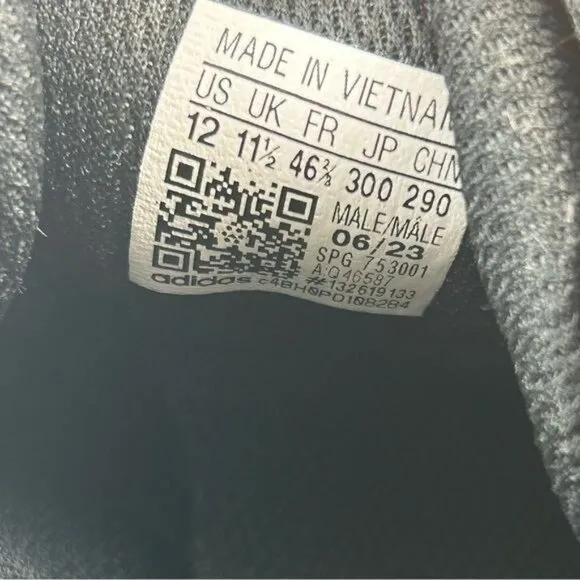 MADE IN VIETNAM
US UK FR JP CHN
12 11½ 46⅔ 300 290
MALE/MÂLE
06/23
SPG 753001
#132619133
adidas c4BH0PD1082B4